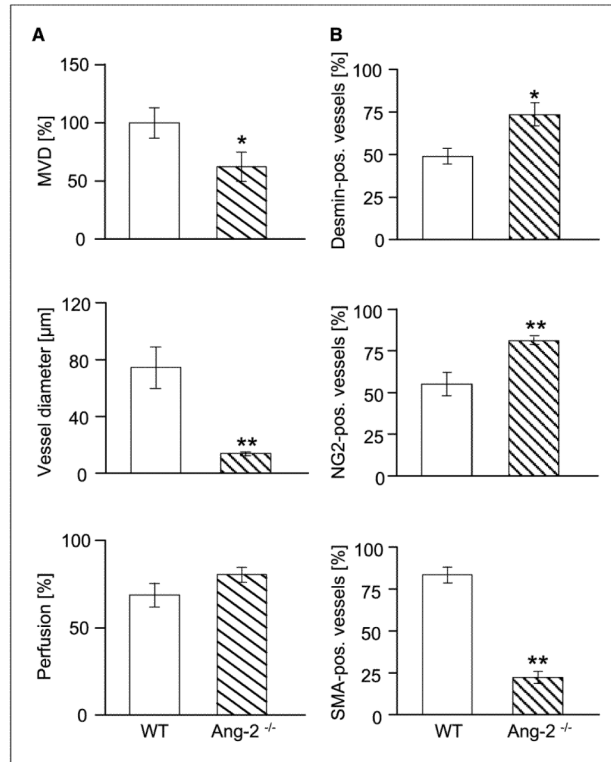 A
B
MVD [%]
150
100
50
0
*
Desmin-pos. vessels [%]
100
75
50
25
0
*
Vessel diameter [µm]
120
80
40
0
**
NG2-pos. vessels [%]
100
75
50
25
0
**
Perfusion [%]
100
50
0
WT
Ang-2 -/-
SMA-pos. vessels [%]
100
75
50
25
0
**
WT
Ang-2 -/-